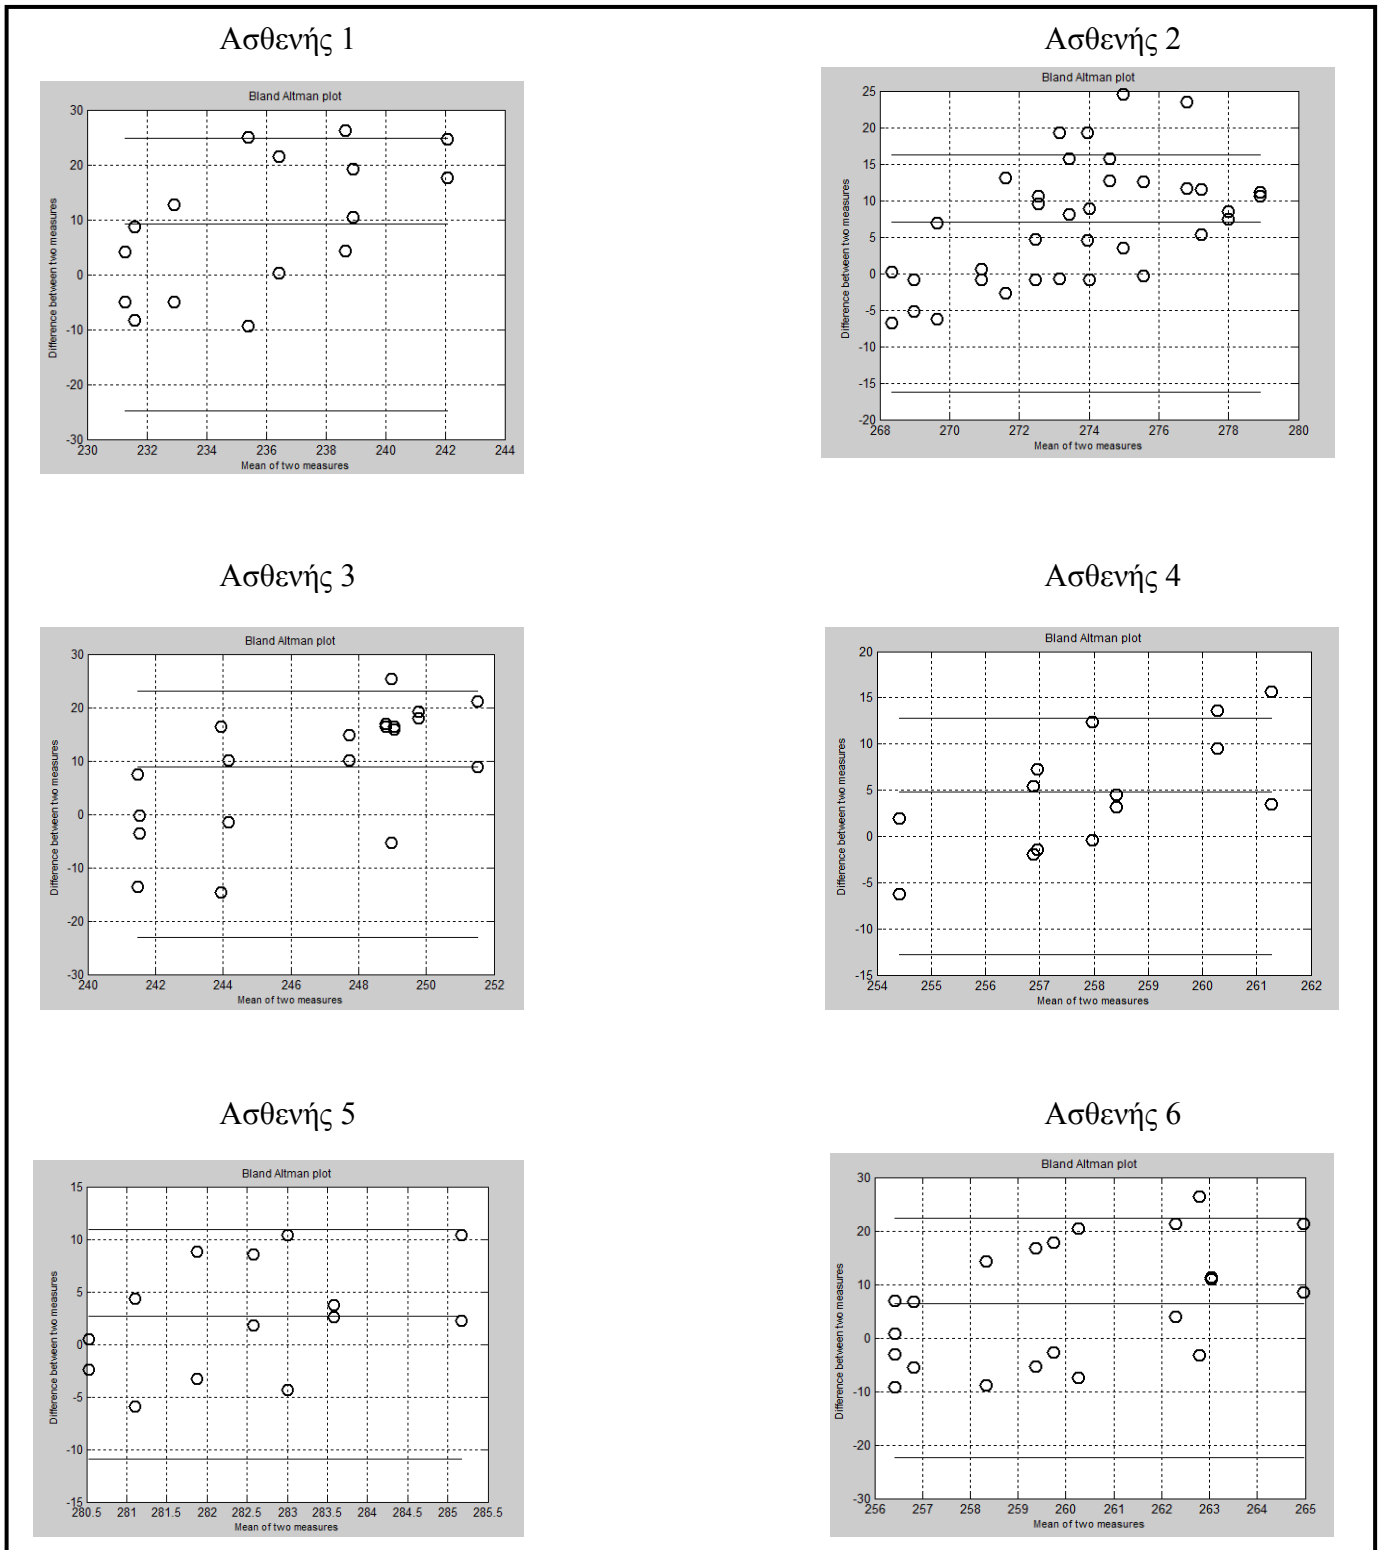 Ασθενής 1
Ασθενής 2
Bland Altman plot
Difference between two measures
30
20
10
0
-10
-20
-30
230 232 234 236 238 240 242 244
Mean of two measures
Bland Altman plot
Difference between two measures
25
20
15
10
5
0
-5
-10
-15
-20
268 270 272 274 276 278 280
Mean of two measures
Ασθενής 3
Ασθενής 4
Bland Altman plot
Difference between two measures
30
20
10
0
-10
-20
-30
240 242 244 246 248 250 252
Mean of two measures
Bland Altman plot
Difference between two measures
20
15
10
5
0
-5
-10
-15
254 255 256 257 258 259 260 261 262
Mean of two measures
Ασθενής 5
Ασθενής 6
Bland Altman plot
Difference between two measures
15
10
5
0
-5
-10
-15
280.5 281 281.5 282 282.5 283 283.5 284 284.5 285 285.5
Mean of two measures
Bland Altman plot
Difference between two measures
30
20
10
0
-10
-20
-30
256 257 258 259 260 261 262 263 264 265
Mean of two measures